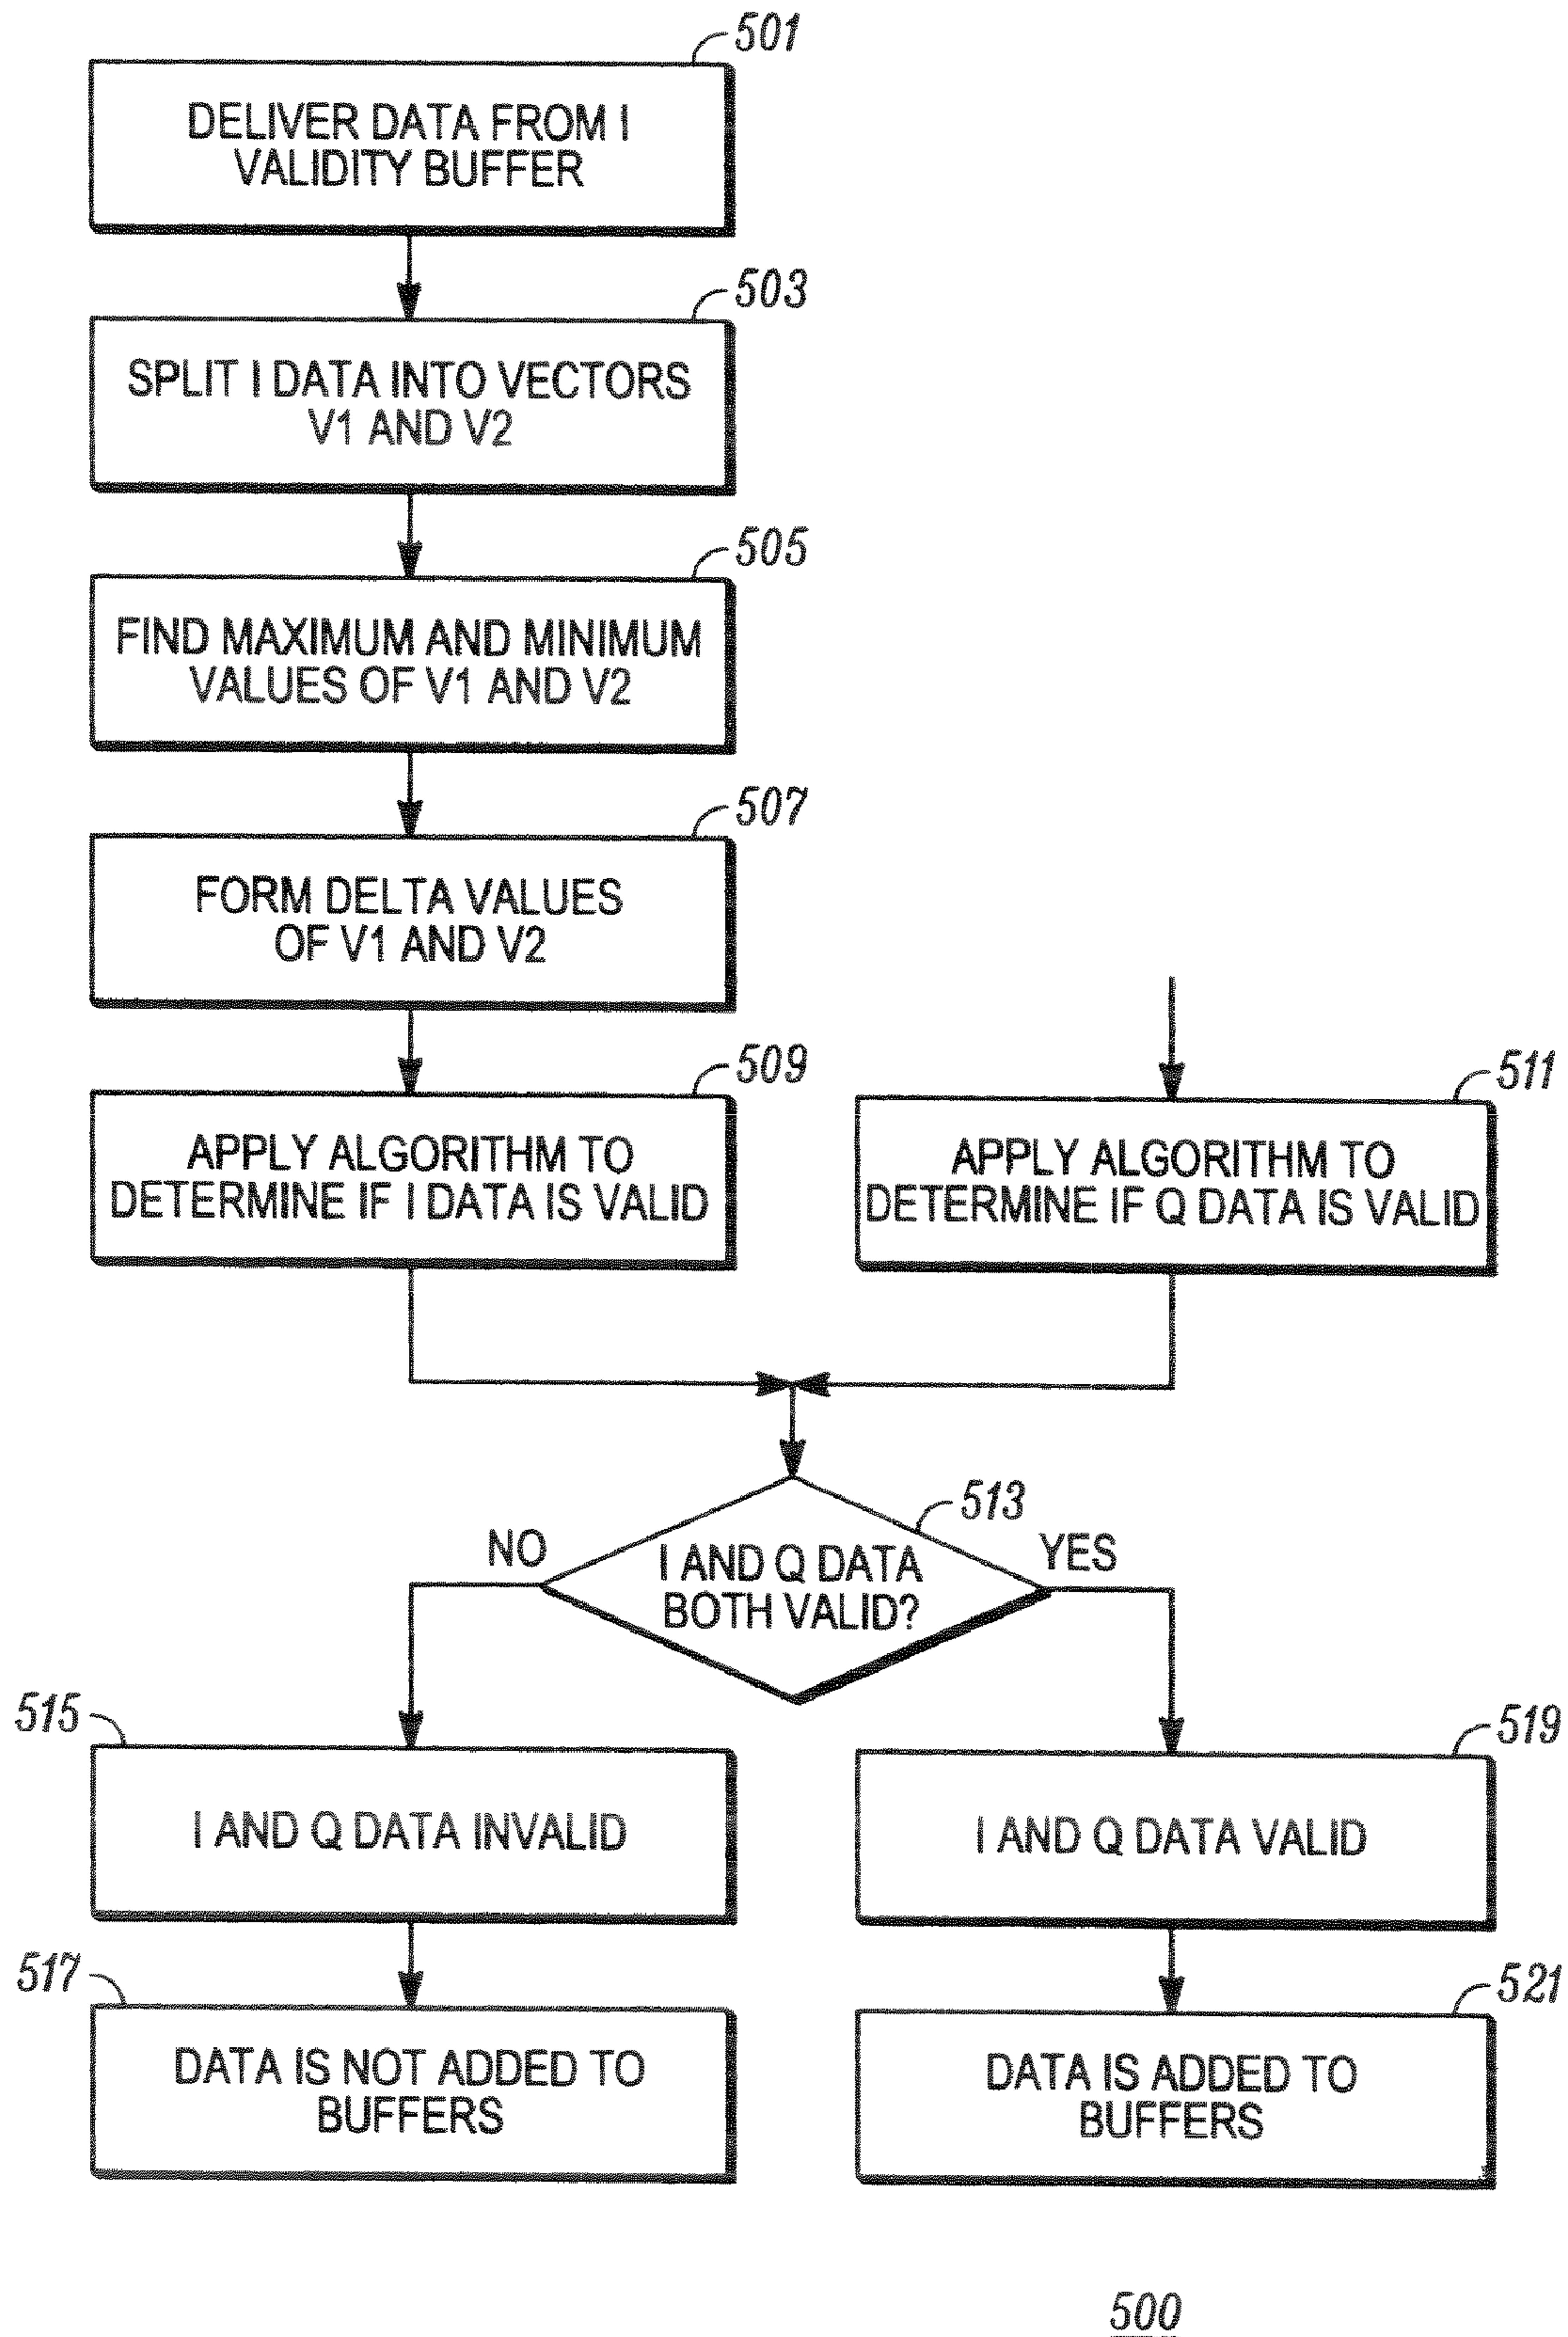 501
DELIVER DATA FROM I
VALIDITY BUFFER
503
SPLIT I DATA INTO VECTORS
V1 AND V2
505
FIND MAXIMUM AND MINIMUM
VALUES OF V1 AND V2
507
FORM DELTA VALUES
OF V1 AND V2
509
APPLY ALGORITHM TO
DETERMINE IF I DATA IS VALID
511
APPLY ALGORITHM TO
DETERMINE IF Q DATA IS VALID
513
I AND Q DATA
BOTH VALID?
NO
YES
515
I AND Q DATA INVALID
519
I AND Q DATA VALID
517
DATA IS NOT ADDED TO
BUFFERS
521
DATA IS ADDED TO
BUFFERS
500